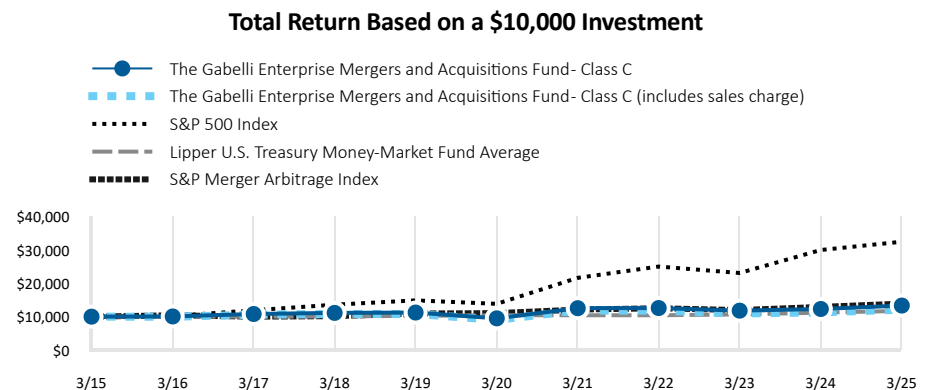 Total Return Based on a $10,000 Investment
The Gabelli Enterprise Mergers and Acquisitions Fund- Class C
The Gabelli Enterprise Mergers and Acquisitions Fund- Class C (includes sales charge)
S&P 500 Index
Lipper U.S. Treasury Money-Market Fund Average
S&P Merger Arbitrage Index
$40,000
$30,000
$20,000
$10,000
$0
3/15 3/16 3/17 3/18 3/19 3/20 3/21 3/22 3/23 3/24 3/25